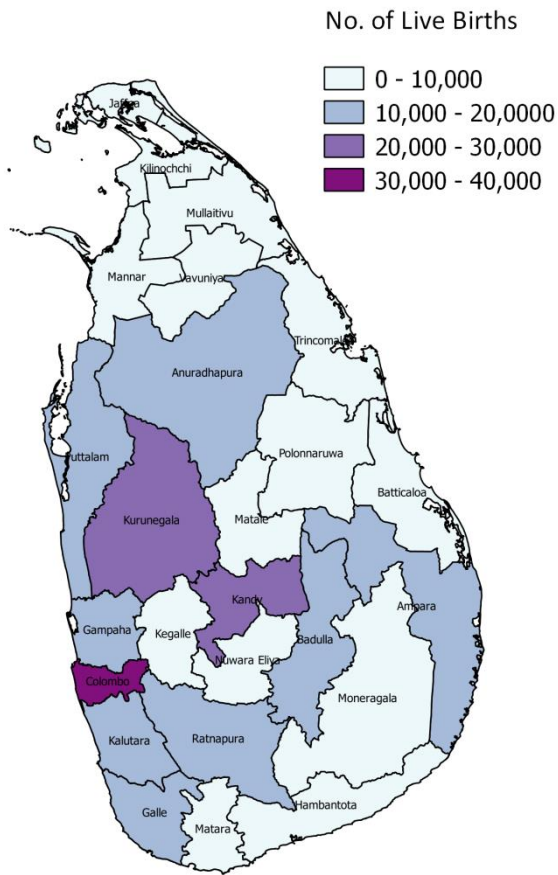 No. of Live Births
0 - 10,000
10,000 - 20,0000
20,000 - 30,000
30,000 - 40,000
Jaffna
Kilinochchi
Mullaitivu
Mannar
Vavuniya
Trincomale
Anuradhapura
Puttalam
Polonnaruwa
Batticaloa
Kurunegala
Matale
Kandy
Ampara
Gampaha
Kegalle
Badulla
Nuwara Eliya
Colombo
Moneragala
Kalutara
Ratnapura
Hambantota
Galle
Matara